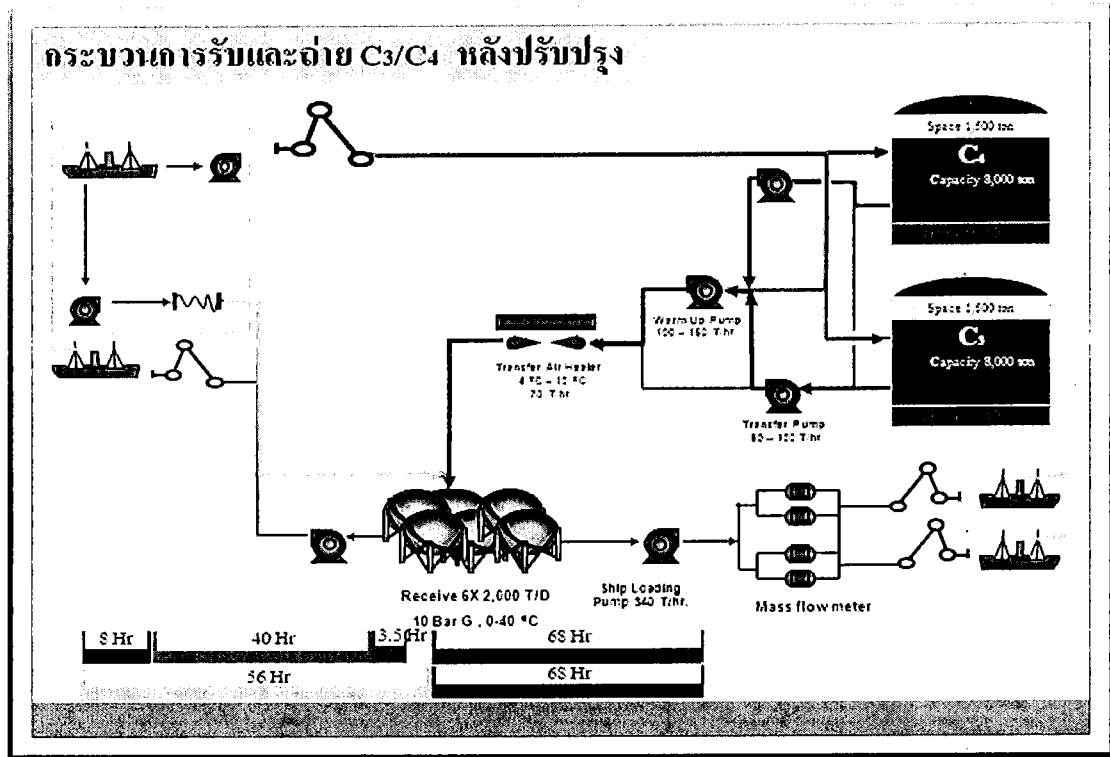 กระบวนการรับและถ่าย C3/C4 หลังปรับปรุง
Space 1,500 ton
C4
Capacity 8,000 ton
Space 1,500 ton
C3
Capacity 8,000 ton
Warm Up Pump
100 – 150 T/hr
Transfer Air Heater
T/hr
Transfer Pump
T/hr
Receive 6X 2,000 T/D
10 Bar G , 0-40 °C
Ship Loading
Pump 340 T/hr.
Mass flow meter
8 Hr
40 Hr
3.5 Hr
68 Hr
56 Hr
68 Hr